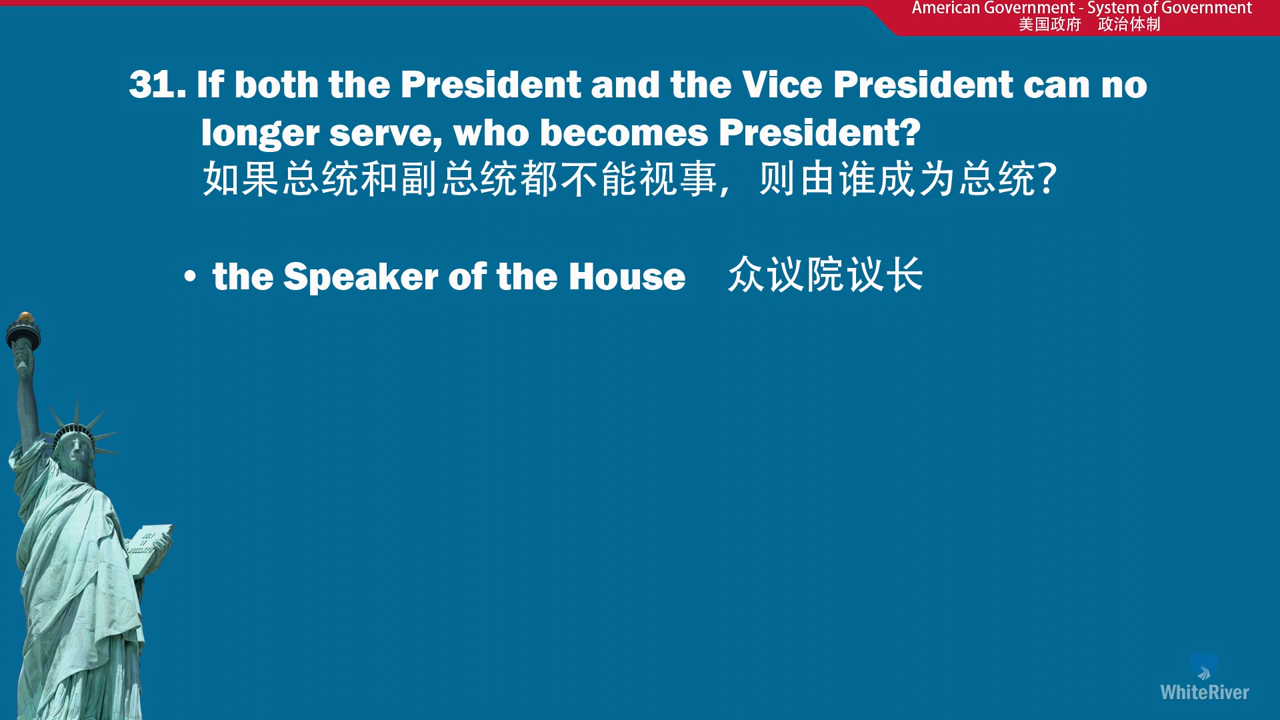 American Government - System of Government
美国政府 政治体制
31. If both the President and the Vice President can no
longer serve, who becomes President?
如果总统和副总统都不能视事，则由谁成为总统？
• the Speaker of the House 众议院议长
WhiteRiver